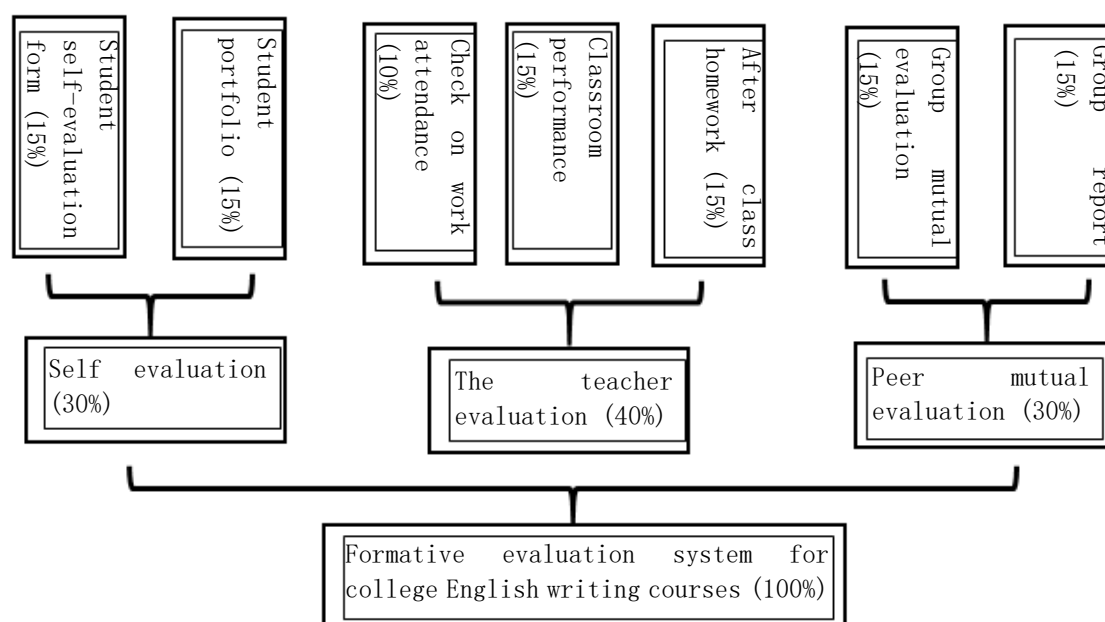 Student
self-evaluation
form (15%)
Student
portfolio (15%)
Check on work
attendance
(10%)
Classroom
performance
(15%)
After class
homework (15%)
Group mutual
evaluation
(15%)
Group report
(15%)
Self evaluation
(30%)
The teacher
evaluation (40%)
Peer mutual
evaluation (30%)
Formative evaluation system for
college English writing courses (100%)